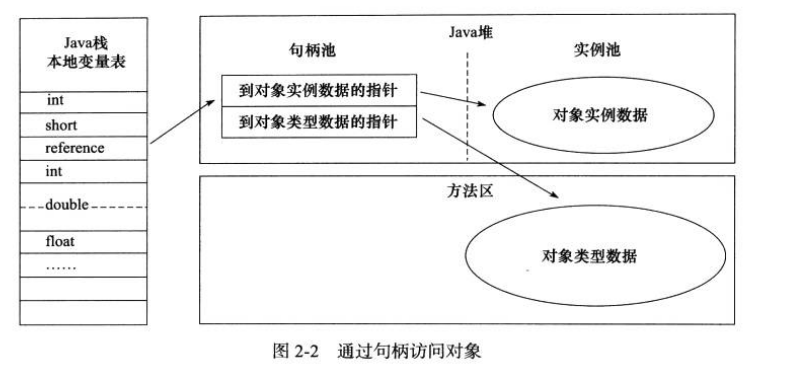 Java栈
本地变量表
int
short
reference
int
double
float
……
Java堆
句柄池
实例池
到对象实例数据的指针
到对象类型数据的指针
对象实例数据
方法区
对象类型数据
图 2-2 通过句柄访问对象